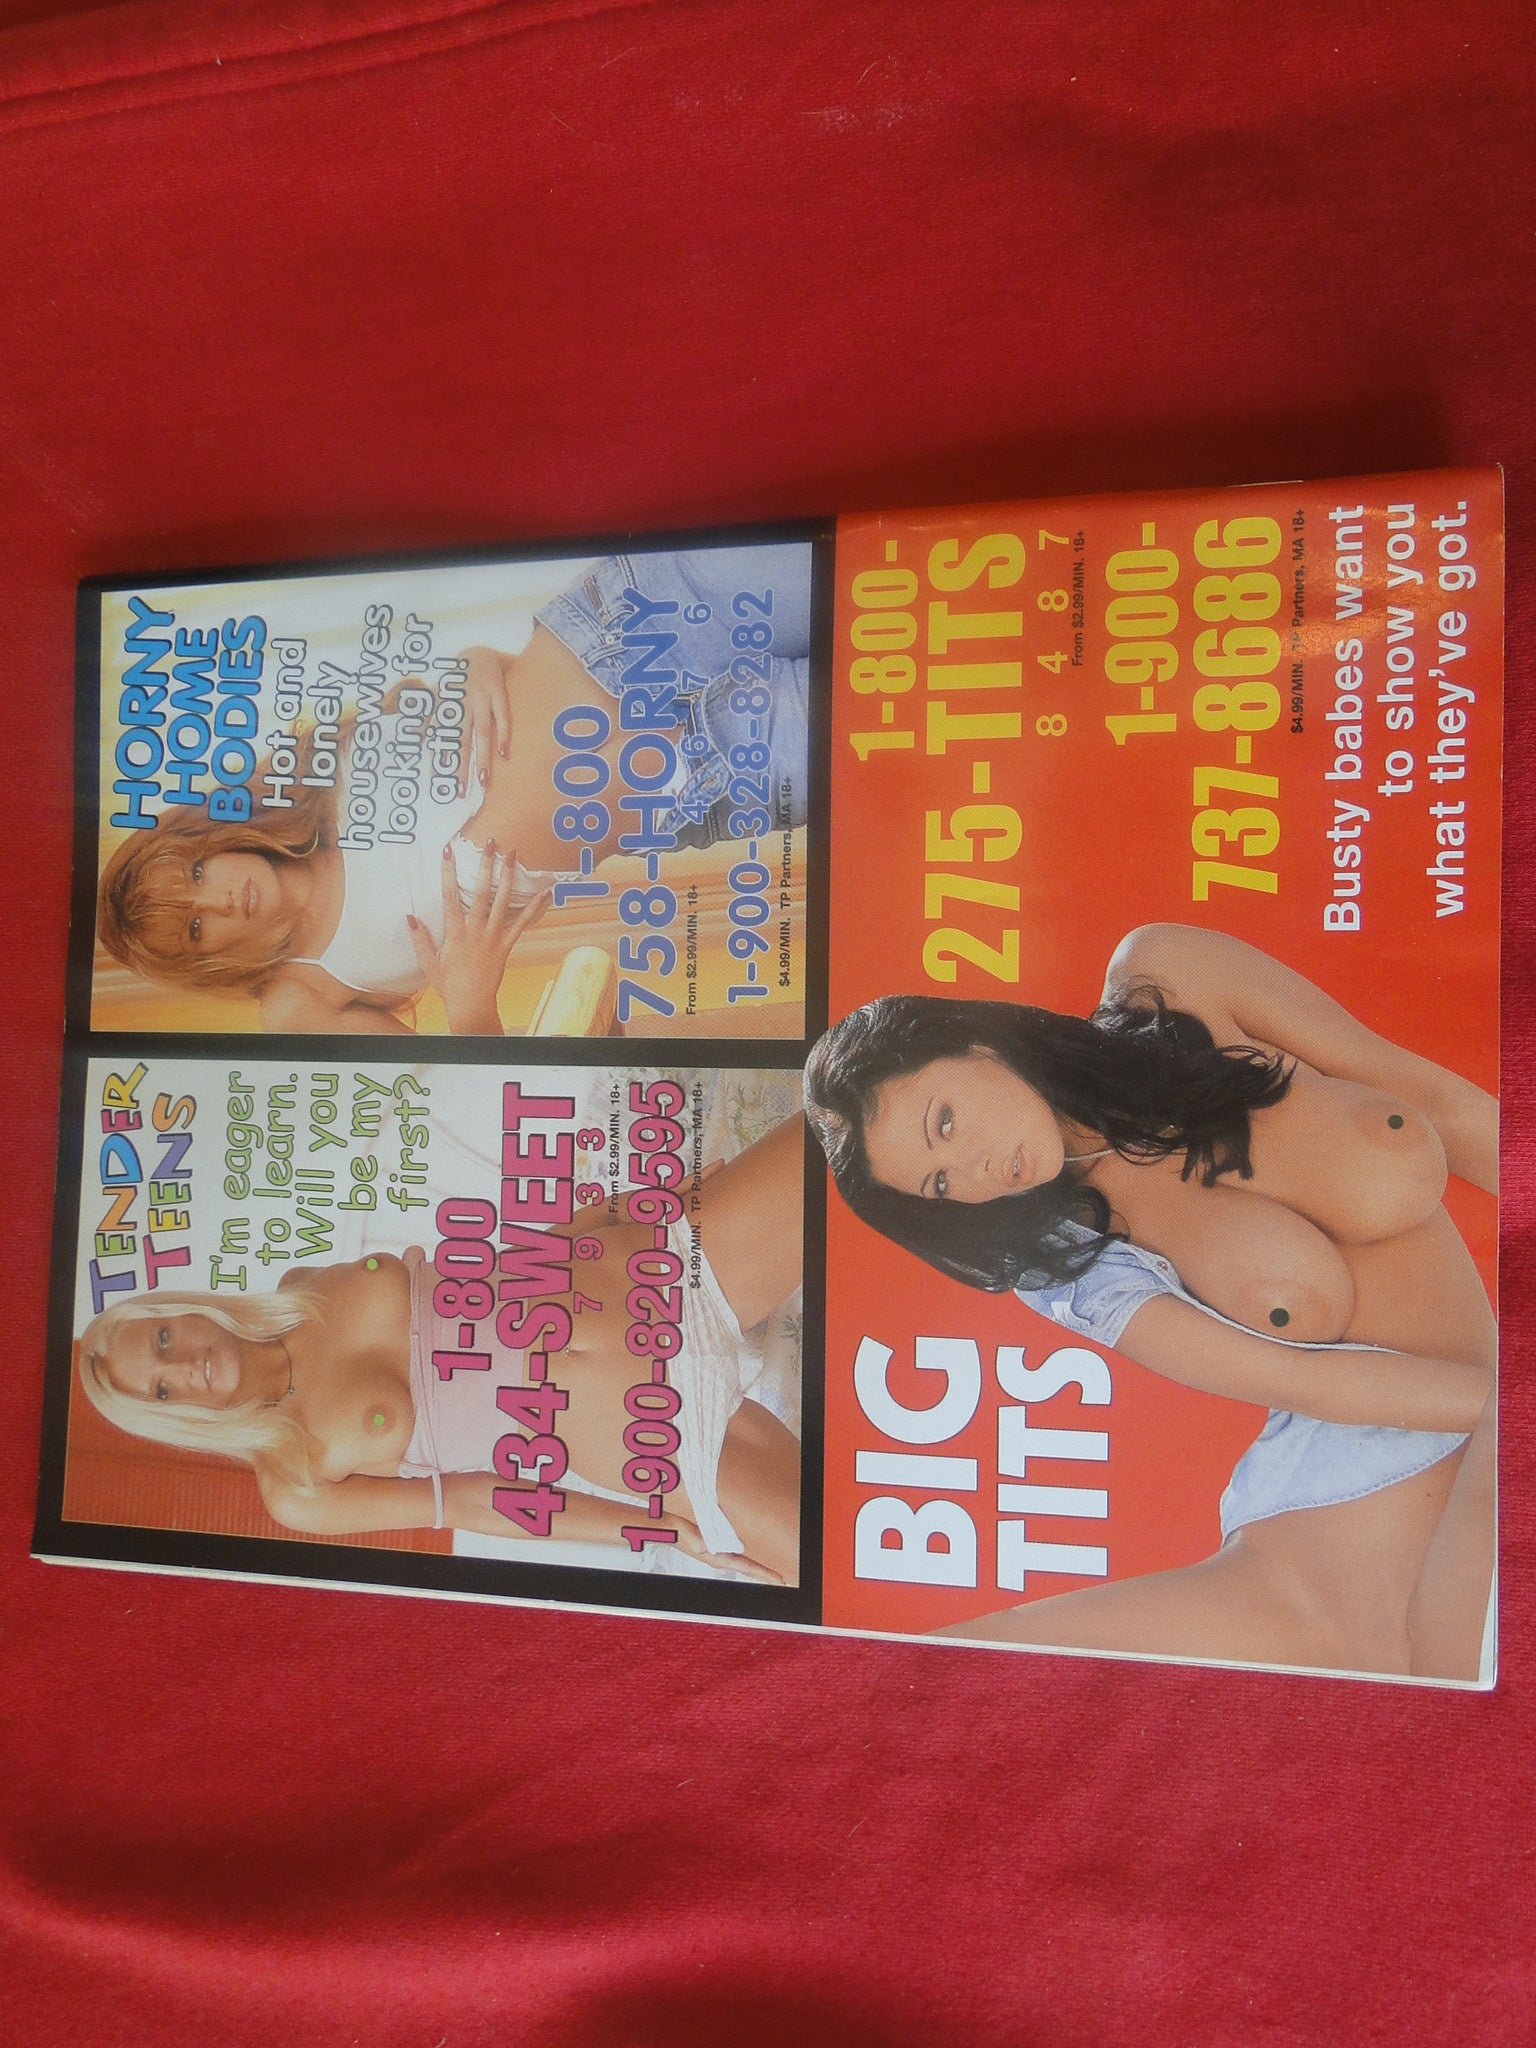 TENDER
TEENS
I'm eager
to learn.
Will you
be my
first?
1-800
434-SWEET
7 9 3 3
From $2.99/MIN. 18+
1-900-820-9595
$4.99/MIN. TP Partners, MA 18+
HORNY
HOME
BODIES
Hot and
lonely
housewives
looking for
action!
1-800
758-HORNY
4 6 7 6
From $2.99/MIN. 18+
1-900-328-8282
$4.99/MIN. TP Partners, MA 18+
BIG
TITS
1-800-
275-TITS
8 4 8 7
From $2.99/MIN. 18+
1-900-
737-8686
$4.99/MIN. TP Partners, MA 18+
Busty babes want
to show you
what they've got.